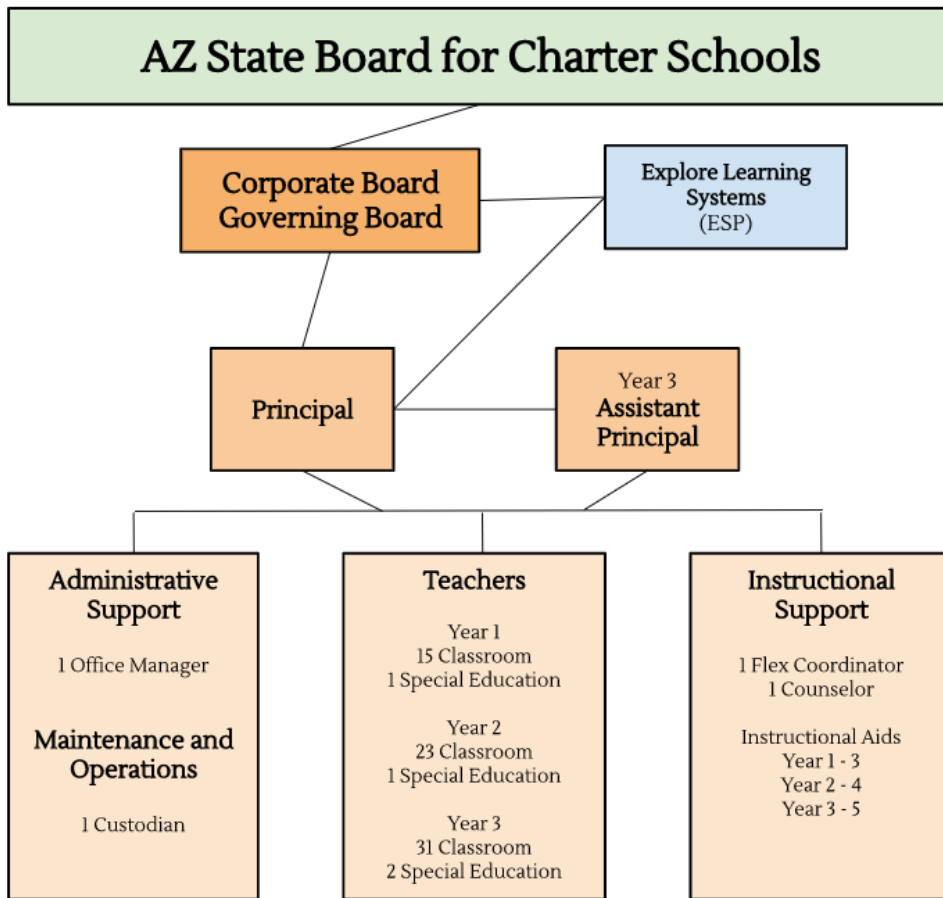 AZ State Board for Charter Schools
Corporate Board
Governing Board
Explore Learning
Systems
(ESP)
Principal
Year 3
Assistant
Principal
Administrative
Support
1 Office Manager
Maintenance and
Operations
1 Custodian
Teachers
Year 1
15 Classroom
1 Special Education
Year 2
23 Classroom
1 Special Education
Year 3
31 Classroom
2 Special Education
Instructional
Support
1 Flex Coordinator
1 Counselor
Instructional Aids
Year 1 - 3
Year 2 - 4
Year 3 - 5